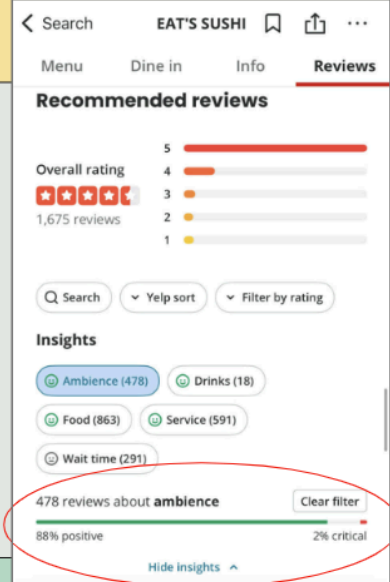 Search
EAT'S SUSHI
Menu Dine in Info Reviews
Recommended reviews
Overall rating
1,675 reviews
5
4
3
2
1
Search Yelp sort Filter by rating
Insights
Ambience (478) Drinks (18)
Food (863) Service (591)
Wait time (291)
478 reviews about ambience Clear filter
88% positive 2% critical
Hide insights